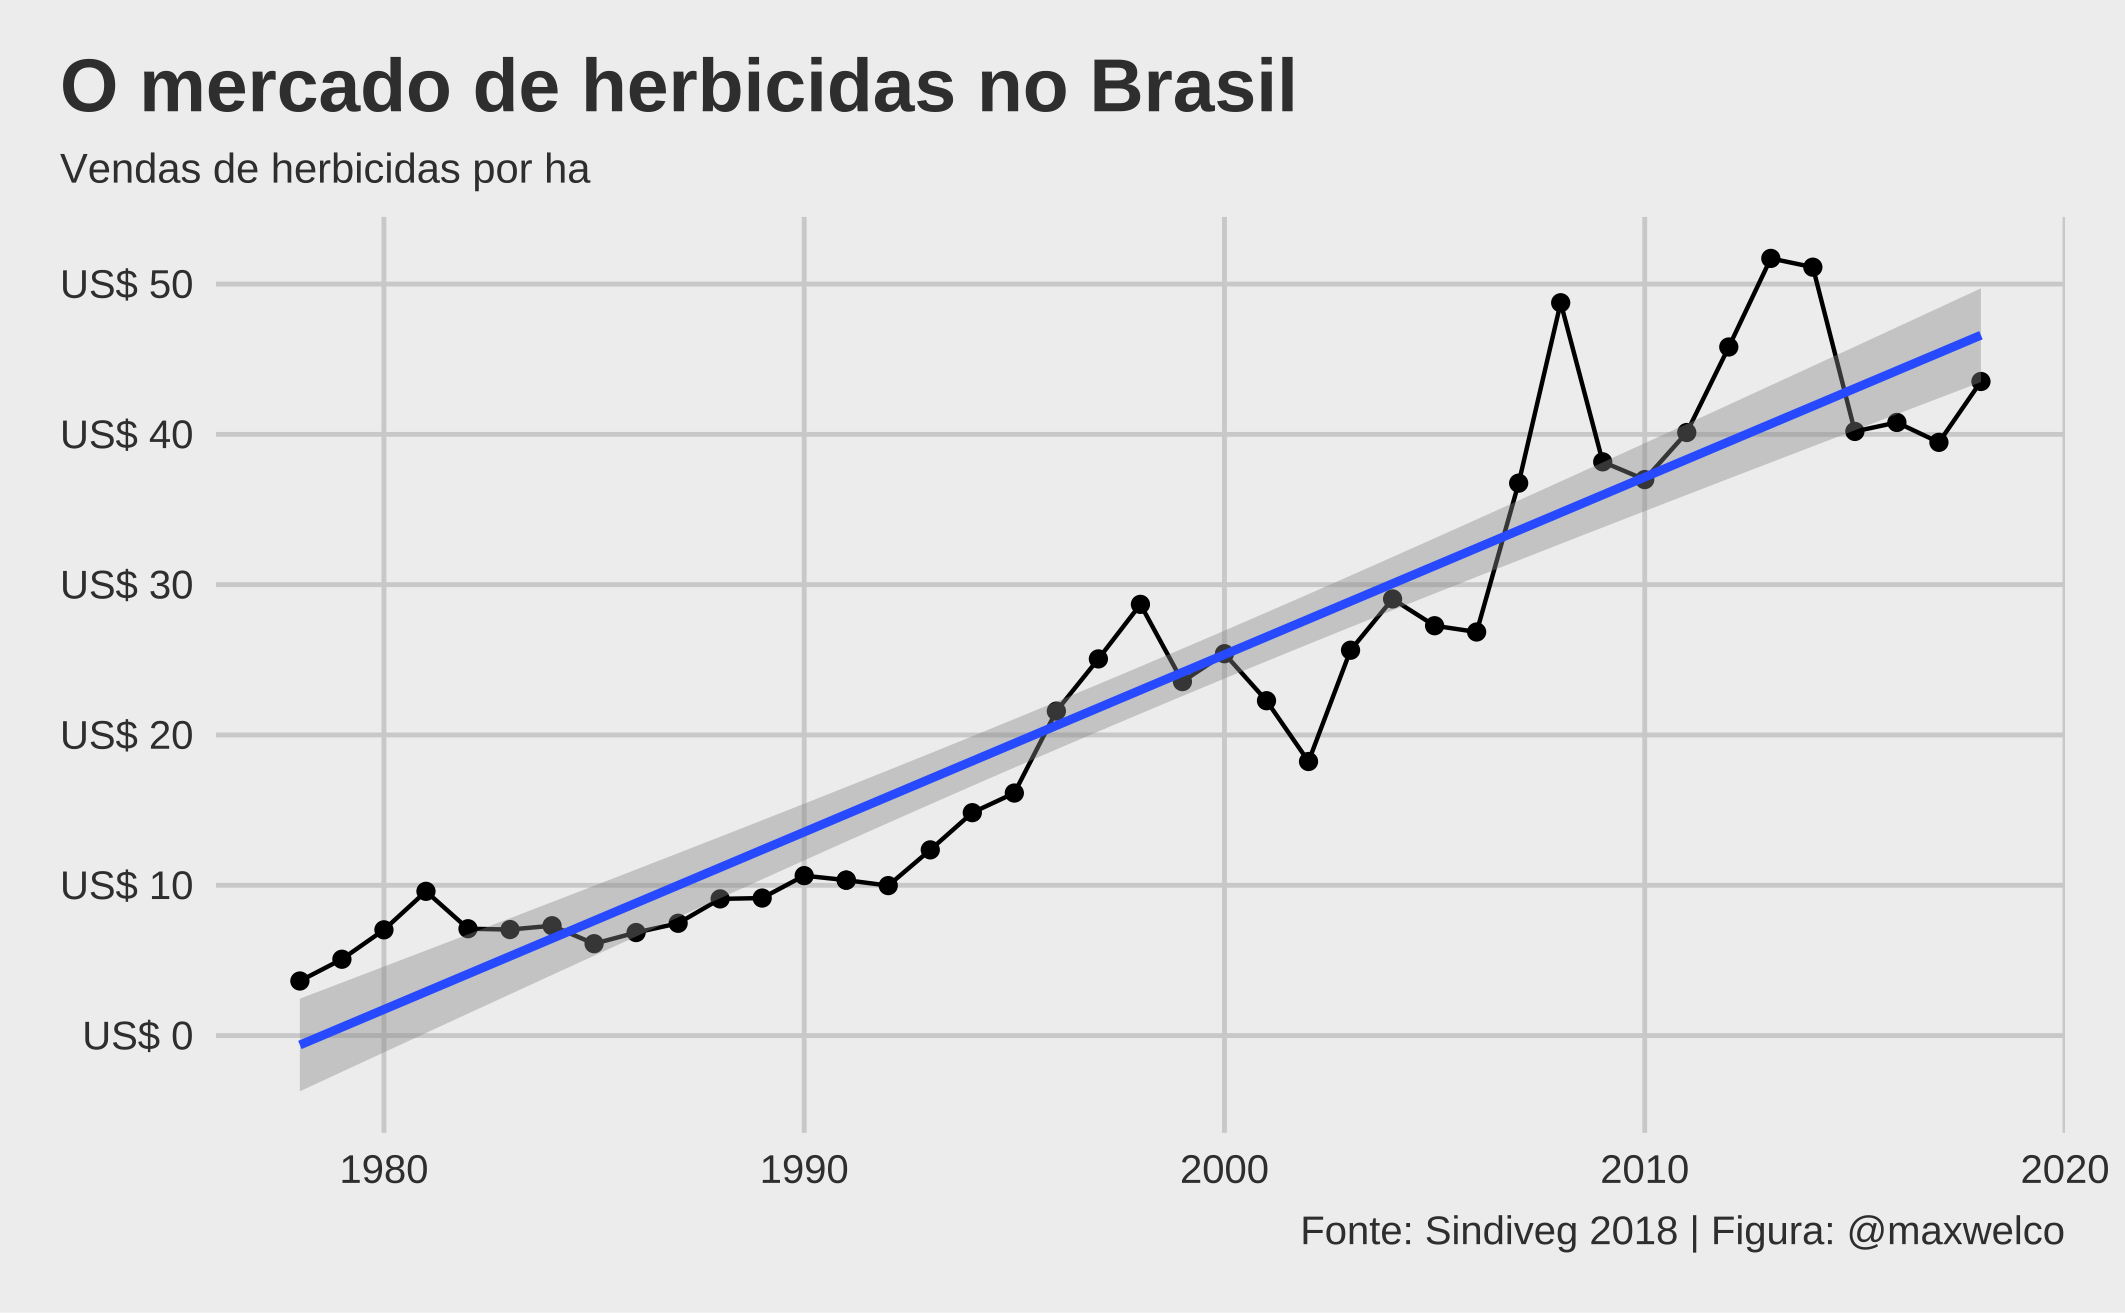 O mercado de herbicidas no Brasil
Vendas de herbicidas por ha
US$ 50
US$ 40
US$ 30
US$ 20
US$ 10
US$ 0
1980 1990 2000 2010 2020
Fonte: Sindiveg 2018 | Figura: @maxwelco